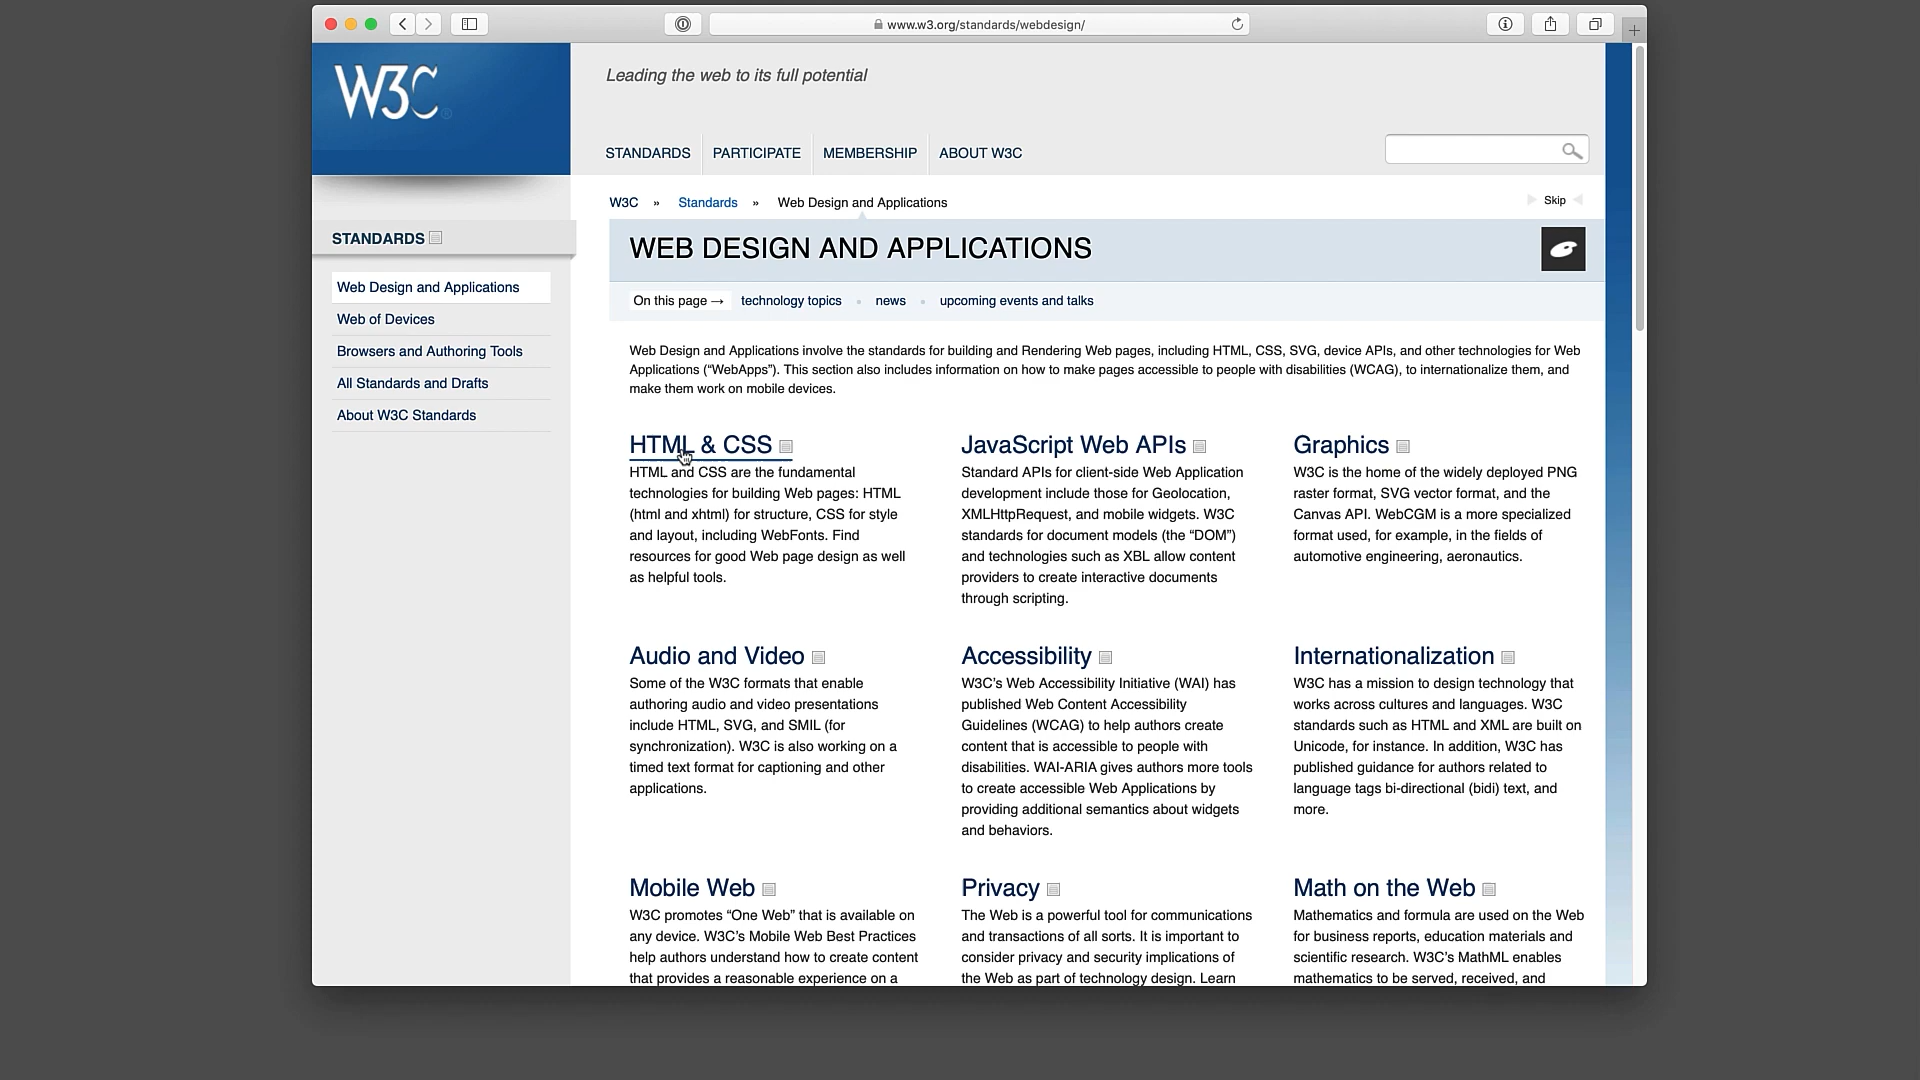 www.w3.org/standards/webdesign/
W3C®
Leading the web to its full potential
STANDARDS
PARTICIPATE
MEMBERSHIP
ABOUT W3C
W3C » Standards » Web Design and Applications
Skip
STANDARDS
Web Design and Applications
Web of Devices
Browsers and Authoring Tools
All Standards and Drafts
About W3C Standards
WEB DESIGN AND APPLICATIONS
On this page → technology topics • news • upcoming events and talks
Web Design and Applications involve the standards for building and Rendering Web pages, including HTML, CSS, SVG, device APIs, and other technologies for Web
Applications (“WebApps”). This section also includes information on how to make pages accessible to people with disabilities (WCAG), to internationalize them, and
make them work on mobile devices.
HTML & CSS
HTML and CSS are the fundamental
technologies for building Web pages: HTML
(html and xhtml) for structure, CSS for style
and layout, including WebFonts. Find
resources for good Web page design as well
as helpful tools.
JavaScript Web APIs
Standard APIs for client-side Web Application
development include those for Geolocation,
XMLHttpRequest, and mobile widgets. W3C
standards for document models (the “DOM”)
and technologies such as XBL allow content
providers to create interactive documents
through scripting.
Graphics
W3C is the home of the widely deployed PNG
raster format, SVG vector format, and the
Canvas API. WebCGM is a more specialized
format used, for example, in the fields of
automotive engineering, aeronautics.
Audio and Video
Some of the W3C formats that enable
authoring audio and video presentations
include HTML, SVG, and SMIL (for
synchronization). W3C is also working on a
timed text format for captioning and other
applications.
Accessibility
W3C’s Web Accessibility Initiative (WAI) has
published Web Content Accessibility
Guidelines (WCAG) to help authors create
content that is accessible to people with
disabilities. WAI-ARIA gives authors more tools
to create accessible Web Applications by
providing additional semantics about widgets
and behaviors.
Internationalization
W3C has a mission to design technology that
works across cultures and languages. W3C
standards such as HTML and XML are built on
Unicode, for instance. In addition, W3C has
published guidance for authors related to
language tags bi-directional (bidi) text, and
more.
Mobile Web
W3C promotes “One Web” that is available on
any device. W3C’s Mobile Web Best Practices
help authors understand how to create content
that provides a reasonable experience on a
Privacy
The Web is a powerful tool for communications
and transactions of all sorts. It is important to
consider privacy and security implications of
the Web as part of technology design. Learn
Math on the Web
Mathematics and formula are used on the Web
for business reports, education materials and
scientific research. W3C’s MathML enables
mathematics to be served, received, and